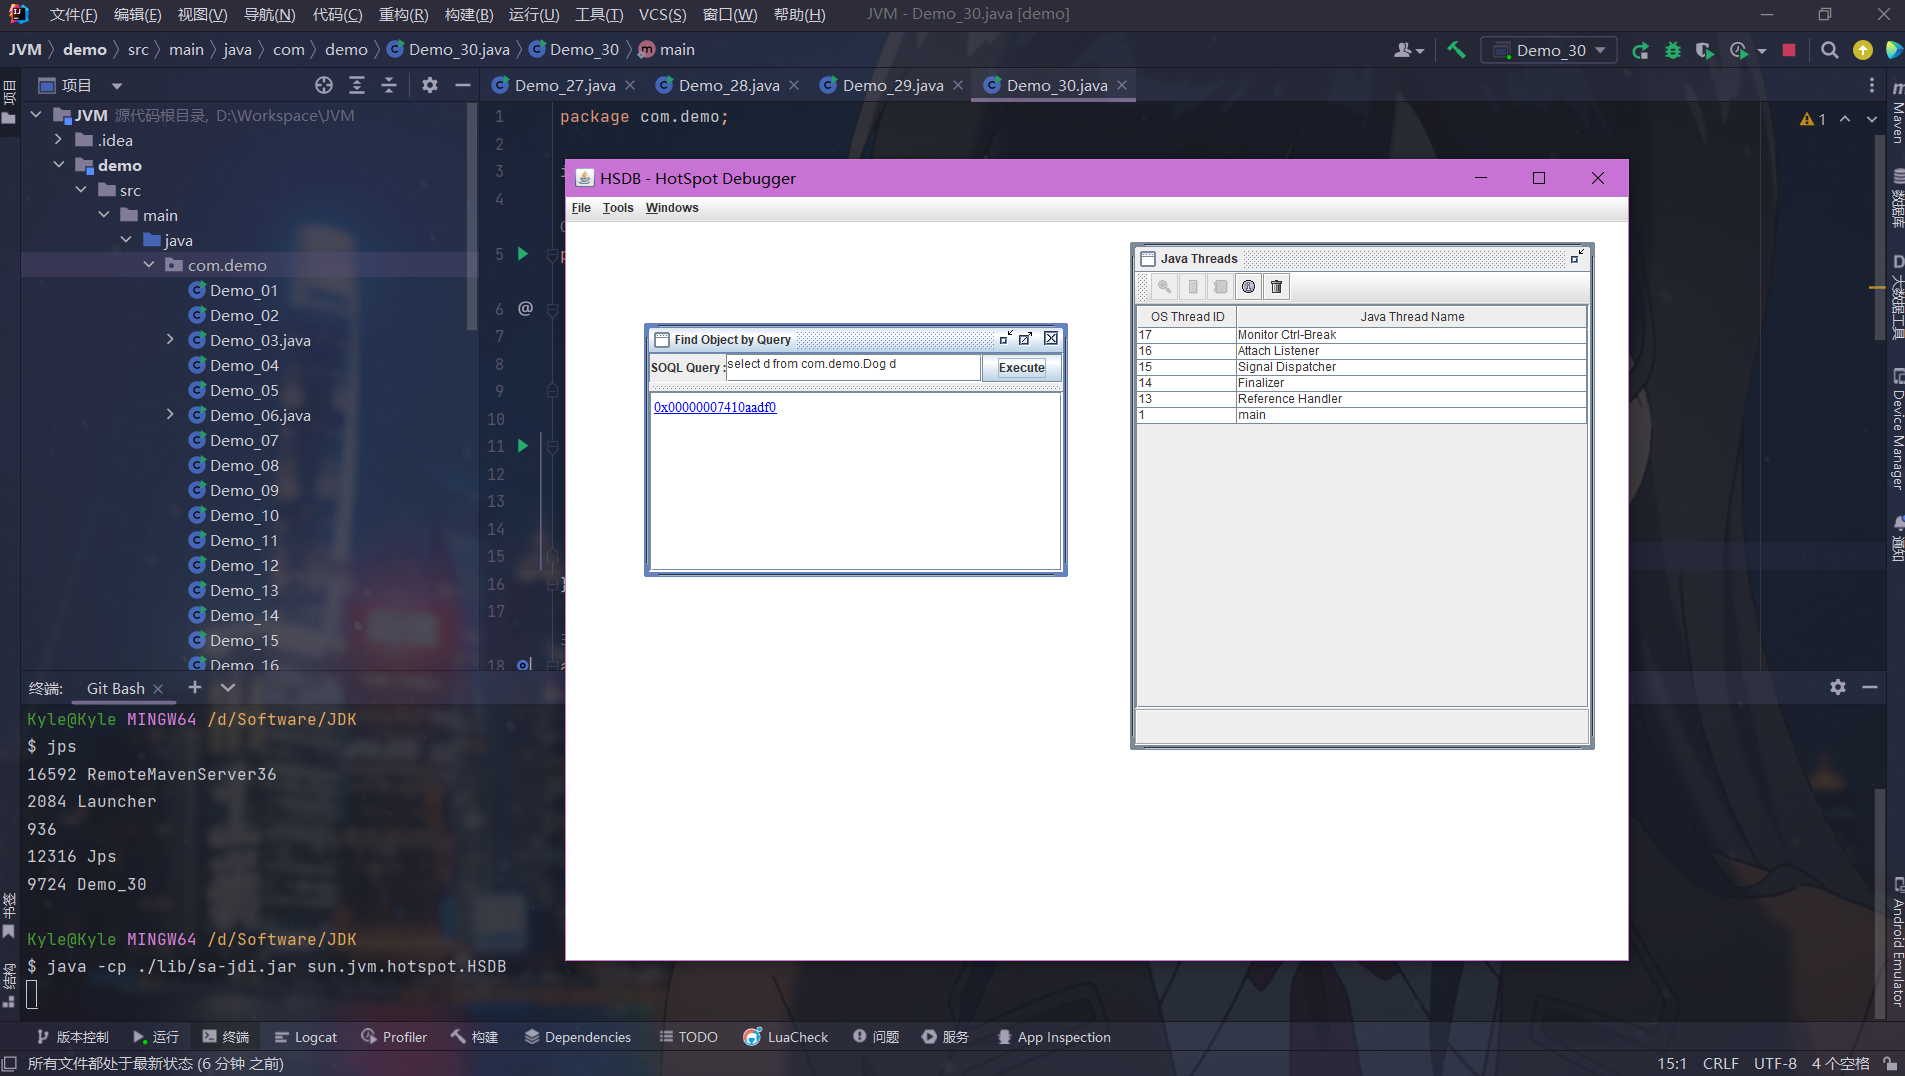 文件(F) 编辑(E) 视图(V) 导航(N) 代码(C) 重构(R) 构建(B) 运行(U) 工具(T) VCS(S) 窗口(W) 帮助(H) JVM - Demo_30.java [demo]
JVM demo src main java com demo Demo_30.java Demo_30 main Demo_30
项目 Demo_27.java Demo_28.java Demo_29.java Demo_30.java
项目
JVM 源代码根目录, D:\Workspace\JVM
.idea
demo
src
main
java
com.demo
Demo_01
Demo_02
Demo_03.java
Demo_04
Demo_05
Demo_06.java
Demo_07
Demo_08
Demo_09
Demo_10
Demo_11
Demo_12
Demo_13
Demo_14
Demo_15
Demo_16
1 package com.demo;
2
3
4
5
6 @
7
8
9
10
11
12
13
14
15
16 }
17
18
1
HSDB - HotSpot Debugger
File Tools Windows
Find Object by Query
SOQL Query : select d from com.demo.Dog d Execute
0x00000007410aadf0
Java Threads
OS Thread ID Java Thread Name
17 Monitor Ctrl-Break
16 Attach Listener
15 Signal Dispatcher
14 Finalizer
13 Reference Handler
1 main
Maven
数据库
大数据工具
Device Manager
通知
Android Emulator
终端: Git Bash
Kyle@Kyle MINGW64 /d/Software/JDK
$ jps
16592 RemoteMavenServer36
2084 Launcher
936
12316 Jps
9724 Demo_30
Kyle@Kyle MINGW64 /d/Software/JDK
$ java -cp ./lib/sa-jdi.jar sun.jvm.hotspot.HSDB
书签
结构
版本控制 运行 终端 Logcat Profiler 构建 Dependencies TODO LuaCheck 问题 服务 App Inspection
所有文件都处于最新状态 (6 分钟 之前) 15:1 CRLF UTF-8 4 个空格